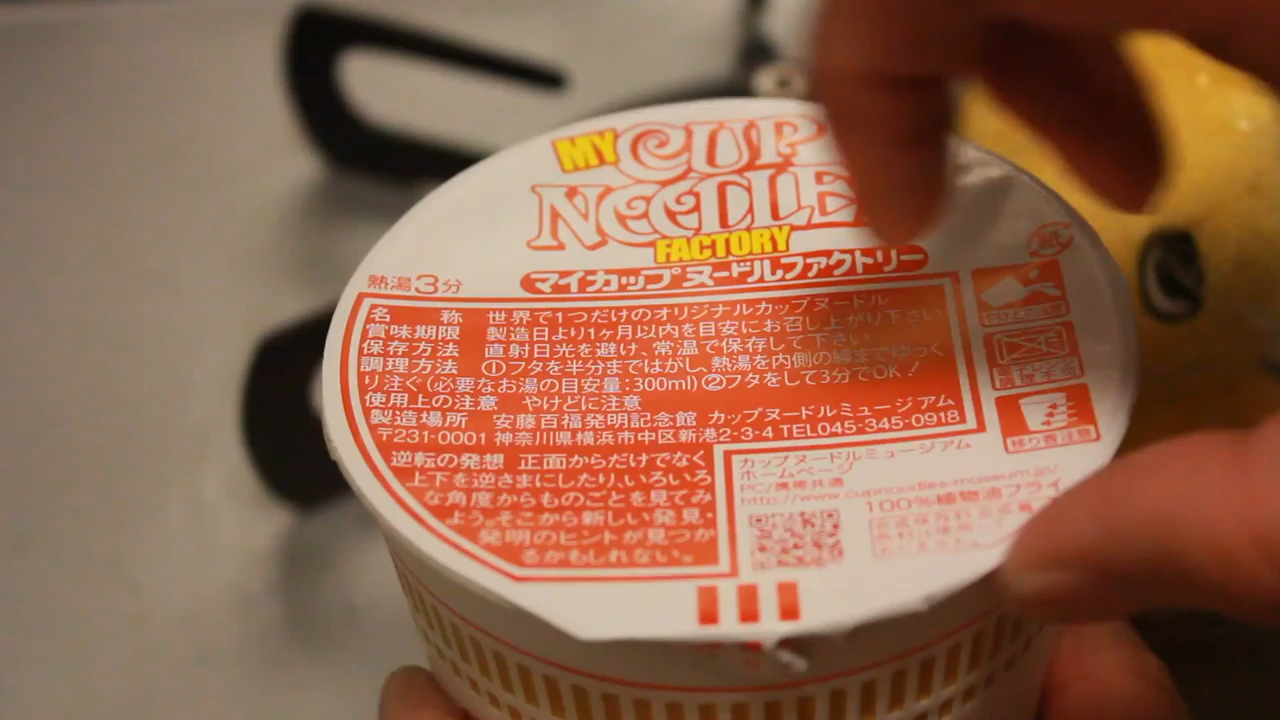 MY CUP
NOODLE
FACTORY
マイカップヌードルファクトリー
熱湯3分
紙
名 称 世界で1つだけのオリジナルカップヌードル
賞味期限 製造日より1ヶ月以内を目安にお召し上がり下さい
保存方法 直射日光を避け、常温で保存して下さい
調理方法 ①フタを半分まではがし、熱湯を内側の線までゆっく
り注ぐ(必要なお湯の目安量:300ml)②フタをして3分でOK!
使用上の注意 やけどに注意
製造場所 安藤百福発明記念館 カップヌードルミュージアム
〒231-0001 神奈川県横浜市中区新港2-3-4 TEL045-345-0918
移り香注意
逆転の発想 正面からだけでなく
上下を逆さまにしたり、いろいろ
な角度からものごとを見てみ
よう。そこから新しい発見・
発明のヒントが見つか
るかもしれない。
カップヌードルミュージアム
ホームページ
PC/携帯共通
http://www.cupnoodles-museum.jp/
100%植物油フライ